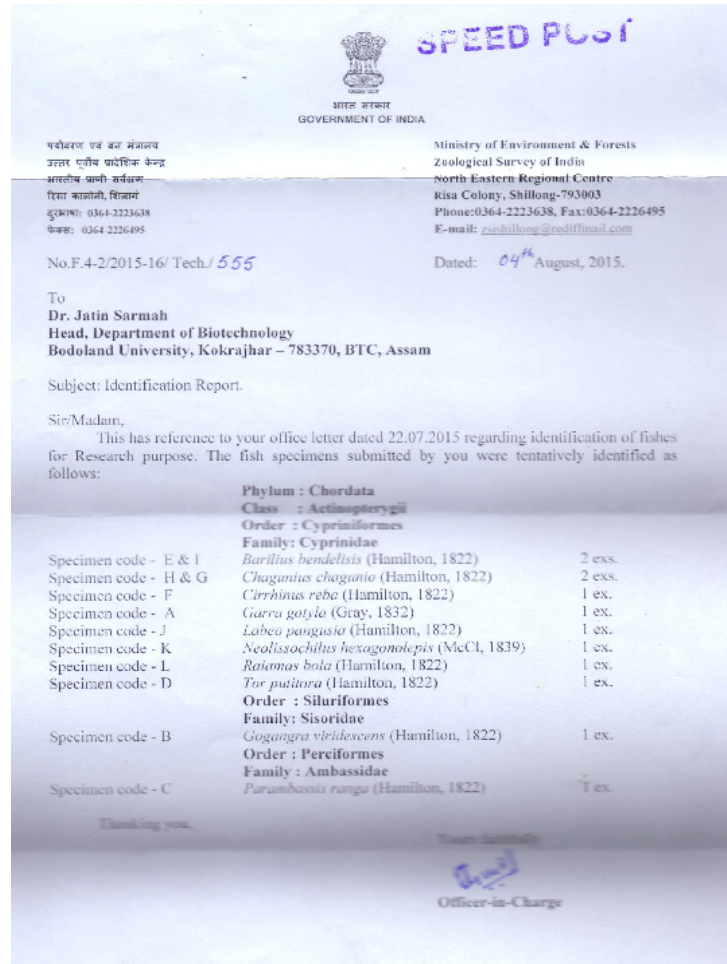 SPEED POST
भारत सरकार
GOVERNMENT OF INDIA
पर्यावरण एवं वन मंत्रालय
उत्तर पूर्वीय प्रादेशिक केन्द्र
भारतीय प्राणी सर्वेक्षण
रिसा कालोनी, शिलांग
दूरभाषः 0364-2223638
फेक्सः 0364 2226495
Ministry of Environment & Forests
Zoological Survey of India
North Eastern Regional Centre
Risa Colony, Shillong-793003
Phone:0364-2223638, Fax:0364-2226495
E-mail: zsishillong@rediffmail.com
No.F.4-2/2015-16/ Tech./ 555
Dated: 04th August, 2015.
To
Dr. Jatin Sarmah
Head, Department of Biotechnology
Bodoland University, Kokrajhar – 783370, BTC, Assam
Subject: Identification Report.
Sir/Madam,
This has reference to your office letter dated 22.07.2015 regarding identification of fishes
for Research purpose. The fish specimens submitted by you were tentatively identified as
follows:
Phylum : Chordata
Class : Actinopterygii
Order : Cypriniformes
Family: Cyprinidae
Specimen code - E & I Barilius bendelisis (Hamilton, 1822) 2 exs.
Specimen code - H & G Chagunius chagunio (Hamilton, 1822) 2 exs.
Specimen code - F Cirrhinus reba (Hamilton, 1822) 1 ex.
Specimen code - A Garra gotyla (Gray, 1832) 1 ex.
Specimen code - J Labeo pangusia (Hamilton, 1822) 1 ex.
Specimen code - K Neolissochilus hexagonolepis (McCl, 1839) 1 ex.
Specimen code - L Raiamas bola (Hamilton, 1822) 1 ex.
Specimen code - D Tor putitora (Hamilton, 1822) 1 ex.
Order : Siluriformes
Family: Sisoridae
Specimen code - B Gogangra viridescens (Hamilton, 1822) 1 ex.
Order : Perciformes
Family : Ambassidae
Specimen code - C Parambassis ranga (Hamilton, 1822) 1 ex.
Thanking you.
Yours faithfully
Officer-in-Charge